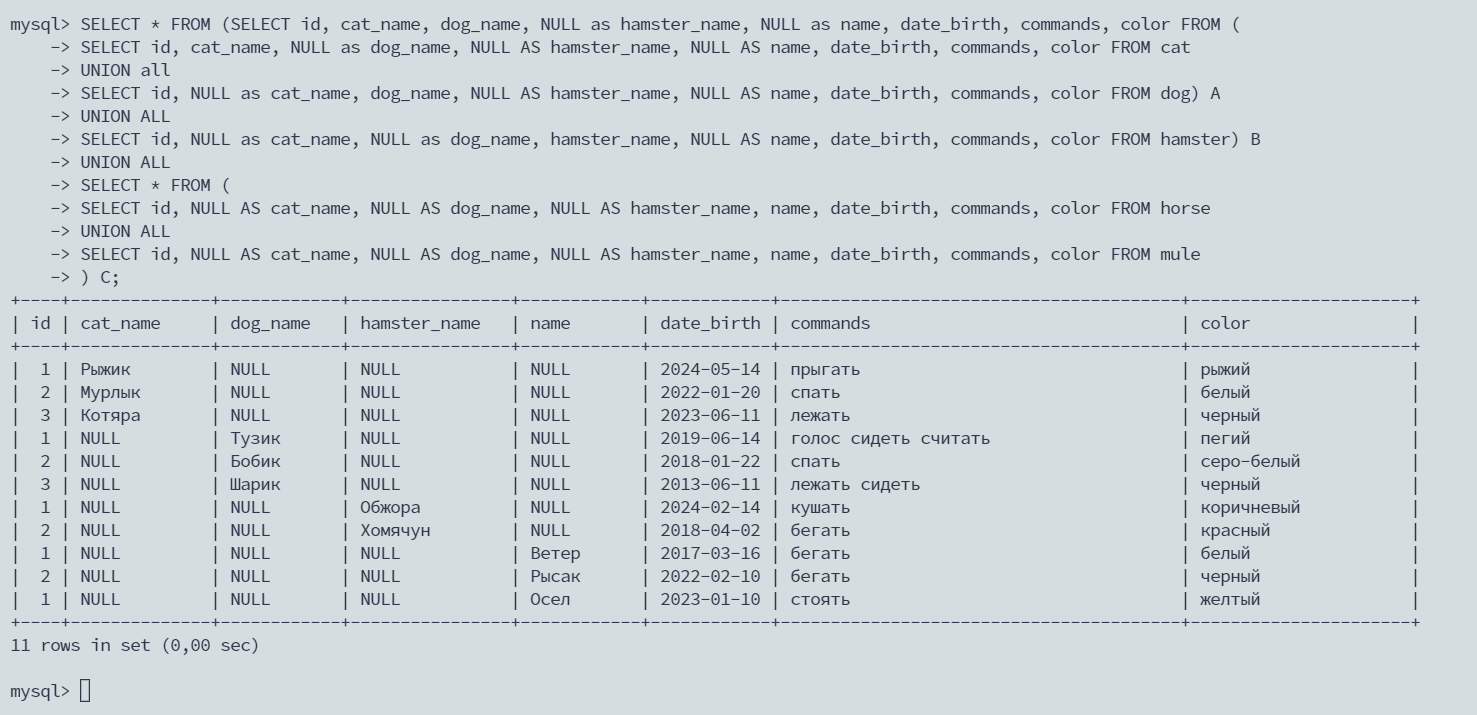 mysql> SELECT * FROM (SELECT id, cat_name, dog_name, NULL as hamster_name, NULL as name, date_birth, commands, color FROM (
    -> SELECT id, cat_name, NULL as dog_name, NULL AS hamster_name, NULL AS name, date_birth, commands, color FROM cat
    -> UNION all
    -> SELECT id, NULL as cat_name, dog_name, NULL AS hamster_name, NULL AS name, date_birth, commands, color FROM dog) A
    -> UNION ALL
    -> SELECT id, NULL as cat_name, NULL as dog_name, hamster_name, NULL AS name, date_birth, commands, color FROM hamster) B
    -> UNION ALL
    -> SELECT * FROM (
    -> SELECT id, NULL AS cat_name, NULL AS dog_name, NULL AS hamster_name, name, date_birth, commands, color FROM horse
    -> UNION ALL
    -> SELECT id, NULL AS cat_name, NULL AS dog_name, NULL AS hamster_name, name, date_birth, commands, color FROM mule
    -> ) C;
+----+--------------+------------+----------------+------------+------------+----------------------------------------+----------------------+
| id | cat_name     | dog_name   | hamster_name   | name       | date_birth | commands                               | color                |
+----+--------------+------------+----------------+------------+------------+----------------------------------------+----------------------+
|  1 | Рыжик        | NULL       | NULL           | NULL       | 2024-05-14 | прыгать                                | рыжий                |
|  2 | Мурлык       | NULL       | NULL           | NULL       | 2022-01-20 | спать                                  | белый                |
|  3 | Котяра       | NULL       | NULL           | NULL       | 2023-06-11 | лежать                                 | черный               |
|  1 | NULL         | Тузик      | NULL           | NULL       | 2019-06-14 | голос сидеть считать                   | пегий                |
|  2 | NULL         | Бобик      | NULL           | NULL       | 2018-01-22 | спать                                  | серо-белый           |
|  3 | NULL         | Шарик      | NULL           | NULL       | 2013-06-11 | лежать сидеть                          | черный               |
|  1 | NULL         | NULL       | Обжора         | NULL       | 2024-02-14 | кушать                                 | коричневый           |
|  2 | NULL         | NULL       | Хомячун        | NULL       | 2018-04-02 | бегать                                 | красный              |
|  1 | NULL         | NULL       | NULL           | Ветер      | 2017-03-16 | бегать                                 | белый                |
|  2 | NULL         | NULL       | NULL           | Рысак      | 2022-02-10 | бегать                                 | черный               |
|  1 | NULL         | NULL       | NULL           | Осел       | 2023-01-10 | стоять                                 | желтый               |
+----+--------------+------------+----------------+------------+------------+----------------------------------------+----------------------+
11 rows in set (0,00 sec)
mysql>